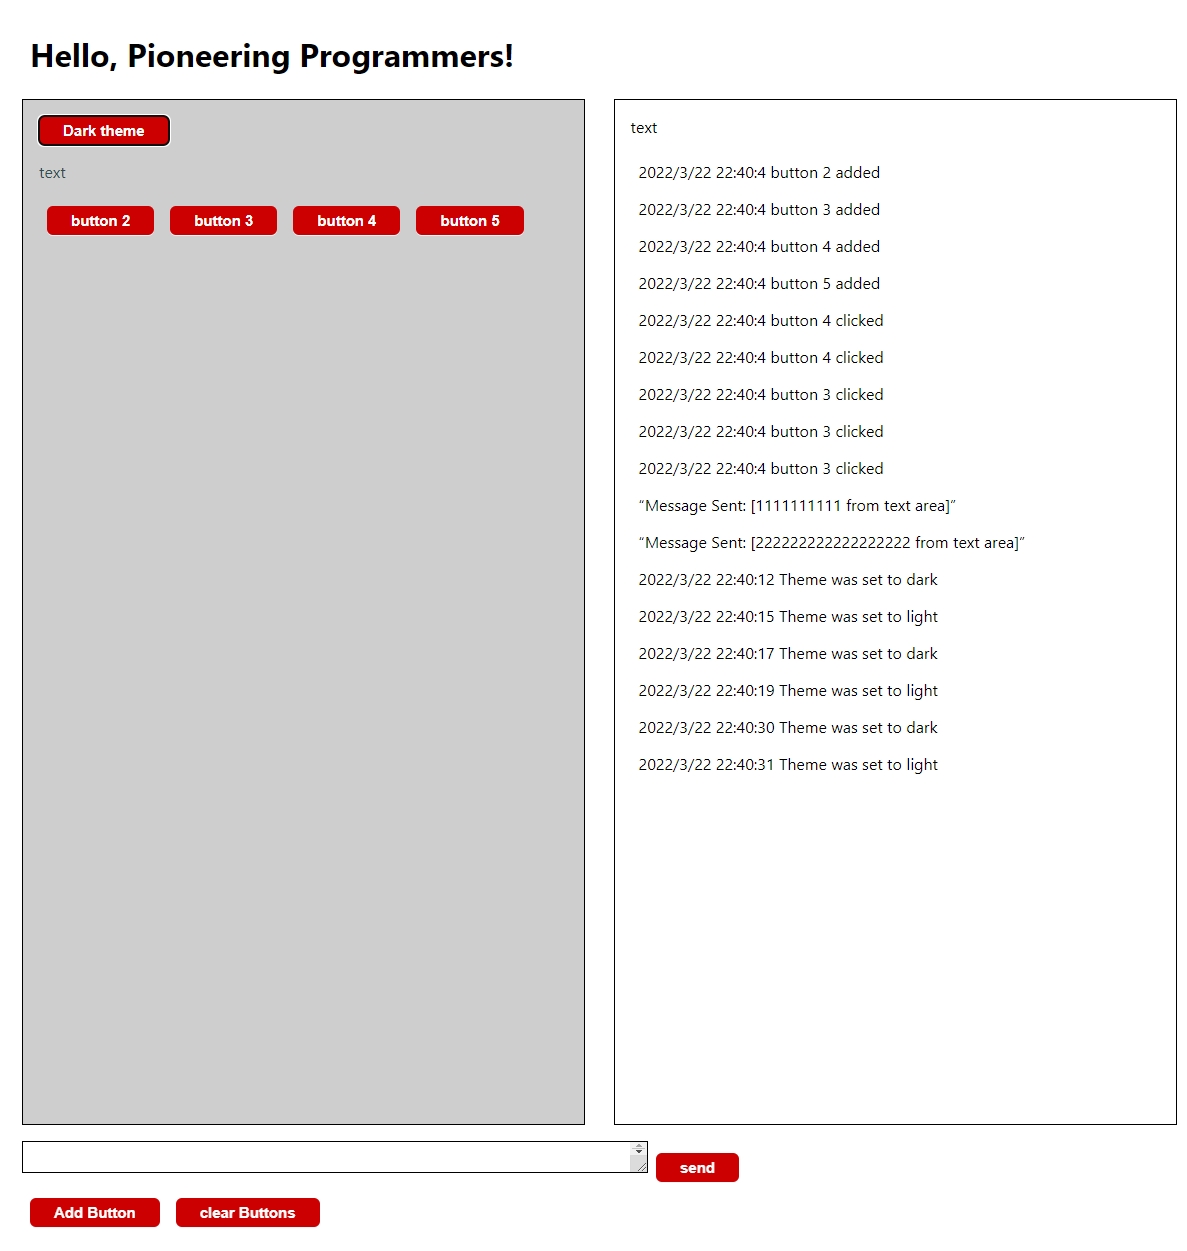 Hello, Pioneering Programmers!
Dark theme
text
button 2 button 3 button 4 button 5
text
2022/3/22 22:40:4 button 2 added
2022/3/22 22:40:4 button 3 added
2022/3/22 22:40:4 button 4 added
2022/3/22 22:40:4 button 5 added
2022/3/22 22:40:4 button 4 clicked
2022/3/22 22:40:4 button 4 clicked
2022/3/22 22:40:4 button 3 clicked
2022/3/22 22:40:4 button 3 clicked
2022/3/22 22:40:4 button 3 clicked
“Message Sent: [1111111111 from text area]”
“Message Sent: [222222222222222222 from text area]”
2022/3/22 22:40:12 Theme was set to dark
2022/3/22 22:40:15 Theme was set to light
2022/3/22 22:40:17 Theme was set to dark
2022/3/22 22:40:19 Theme was set to light
2022/3/22 22:40:30 Theme was set to dark
2022/3/22 22:40:31 Theme was set to light
send
Add Button clear Buttons